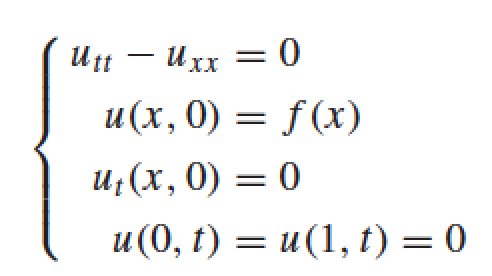 u_{tt} − u_{xx} = 0
u(x, 0) = f(x)
u_t(x, 0) = 0
u(0, t) = u(1, t) = 0